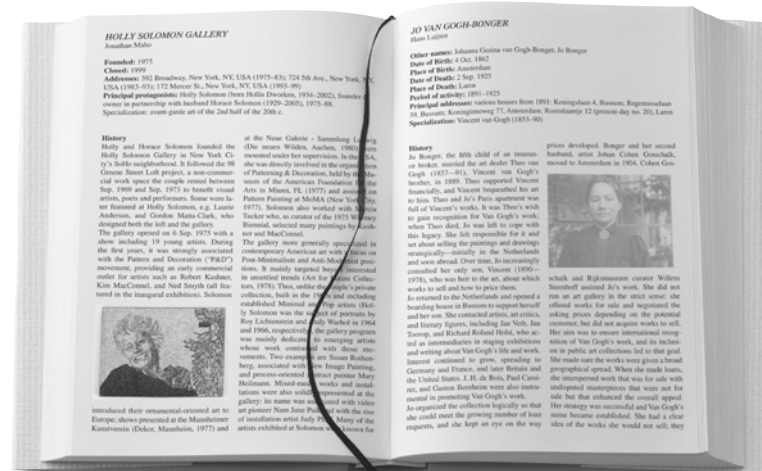 HOLLY SOLOMON GALLERY
Jonathan Maho
Founded: 1975
Closed: 1999
Addresses: 392 Broadway, New York, NY, USA (1975–83); 724 5th Ave., New York, NY,
USA (1983–93); 172 Mercer St., New York, NY, USA (1993–99)
Principal protagonists: Holly Solomon (born Hollis Dworken, 1934–2002), founder &
owner in partnership with husband Horace Solomon (1929–2005), 1975–88.
Specialization: avant-garde art of the 2nd half of the 20th c.
History
Holly and Horace Solomon founded the
Holly Solomon Gallery in New York Ci-
ty's SoHo neighborhood. It followed the 98
Greene Street Loft project, a non-commer-
cial work space the couple rented between
Sep. 1969 and Sep. 1973 to benefit visual
artists, poets and performers. Some were la-
ter featured at Holly Solomon, e.g. Laurie
Anderson, and Gordon Matta-Clark, who
designed both the loft and the gallery.
The gallery opened on 6 Sep. 1975 with a
show including 19 young artists. During
the first years, it was strongly associated
with the Pattern and Decoration ("P&D")
movement, providing an early commercial
outlet for artists such as Robert Kushner,
Kim MacConnel, and Ned Smyth (all fea-
tured in the inaugural exhibition). Solomon
introduced their ornamental-oriented art to
Europe; shows presented at the Mannheimer
Kunstverein (Dekor, Mannheim, 1977) and
at the Neue Galerie - Sammlung Ludwig
(Die neuen Wilden, Aachen, 1980) were
mounted under her supervision. In the USA,
she was directly involved in the organisation
of Patterning & Decoration, held by the Mu-
seum of the American Foundation for the
Arts in Miami, FL (1977) and assisted on
Pattern Painting at MoMA (New York City,
1977). Solomon also worked with Marcia
Tucker who, as curator of the 1975 Whitney
Biennial, selected many paintings by Kush-
ner and MacConnel.
The gallery more generally specialized in
contemporary American art with a focus on
Post-Minimalism and Anti-Modernist posi-
tions. It mainly targeted buyers interested
in unsettled trends (Art for Future Collec-
tors, 1978). Thus, unlike the couple's private
collection, built in the 1960s and including
established Minimal and Pop artists (Hol-
ly Solomon was the subject of portraits by
Roy Lichtenstein and Andy Warhol in 1964
and 1966, respectively), the gallery program
was mainly dedicated to emerging artists
whose work contrasted with those mo-
vements. Two examples are Susan Rothen-
berg, associated with New Image Painting,
and process-oriented abstract painter Mary
Heilmann. Mixed-media works and instal-
lations were also solidly represented at the
gallery: its name was associated with video
art pioneer Nam June Paik and with the rise
of installation artist Judy Pfaff. Many of the
artists exhibited at Solomon were known for
JO VAN GOGH-BONGER
Hans Luijten
Other names: Johanna Gezina van Gogh-Bonger, Jo Bonger
Date of Birth: 4 Oct. 1862
Place of Birth: Amsterdam
Date of Death: 2 Sep. 1925
Place of Death: Laren
Period of activity: 1891–1925
Principal addresses: various houses from 1891: Koningslaan 4, Bussum; Regentesselaan
39, Bussum; Koninginneweg 77, Amsterdam; Rozenlaantje 12 (present-day no. 20), Laren
Specialization: Vincent van Gogh (1853–90)
History
Jo Bonger, the fifth child of an insuran-
ce broker, married the art dealer Theo van
Gogh (1857–91), Vincent van Gogh's
brother, in 1889. Theo supported Vincent
financially, and Vincent bequeathed his art
to him. Theo and Jo's Paris apartment was
full of Vincent's works. It was Theo's wish
to gain recognition for Van Gogh's work;
when Theo died, Jo was left to cope with
this legacy. She felt responsible for it and
set about selling the paintings and drawings
strategically—initially in the Netherlands
and soon abroad. Over time, Jo increasingly
consulted her only son, Vincent (1890–
1978), who was heir to the art, about which
works to sell and how to price them.
Jo returned to the Netherlands and opened a
boarding house in Bussum to support herself
and her son. She contacted artists, art critics,
and literary figures, including Jan Veth, Jan
Toorop, and Richard Roland Holst, who ac-
ted as intermediaries in staging exhibitions
and writing about Van Gogh's life and work.
Interest continued to grow, spreading to
Germany and France, and later Britain and
the United States. J. H. de Bois, Paul Cassi-
rer, and Gaston Bernheim were also instru-
mental in promoting Van Gogh's work.
Jo organized the collection logically so that
she could meet the growing number of loan
requests, and she kept an eye on the way
prices developed. Bonger and her second
husband, artist Johan Cohen Gosschalk,
moved to Amsterdam in 1904. Cohen Gos-
schalk and Rijksmuseum curator Willem
Steenhoff assisted Jo's work. She did not
run an art gallery in the strict sense: she
offered works for sale and negotiated the
asking prices depending on the potential
customer, but did not acquire works to sell.
Her aim was to ensure international recog-
nition of Van Gogh's work, and its inclusi-
on in public art collections led to that goal.
She made sure the works were given a broad
geographical spread. When she made loans,
she interspersed work that was for sale with
undisputed masterpieces that were not for
sale but that enhanced the overall appeal.
Her strategy was successful and Van Gogh's
name became established. She had a clear
idea of the works she would not sell; they